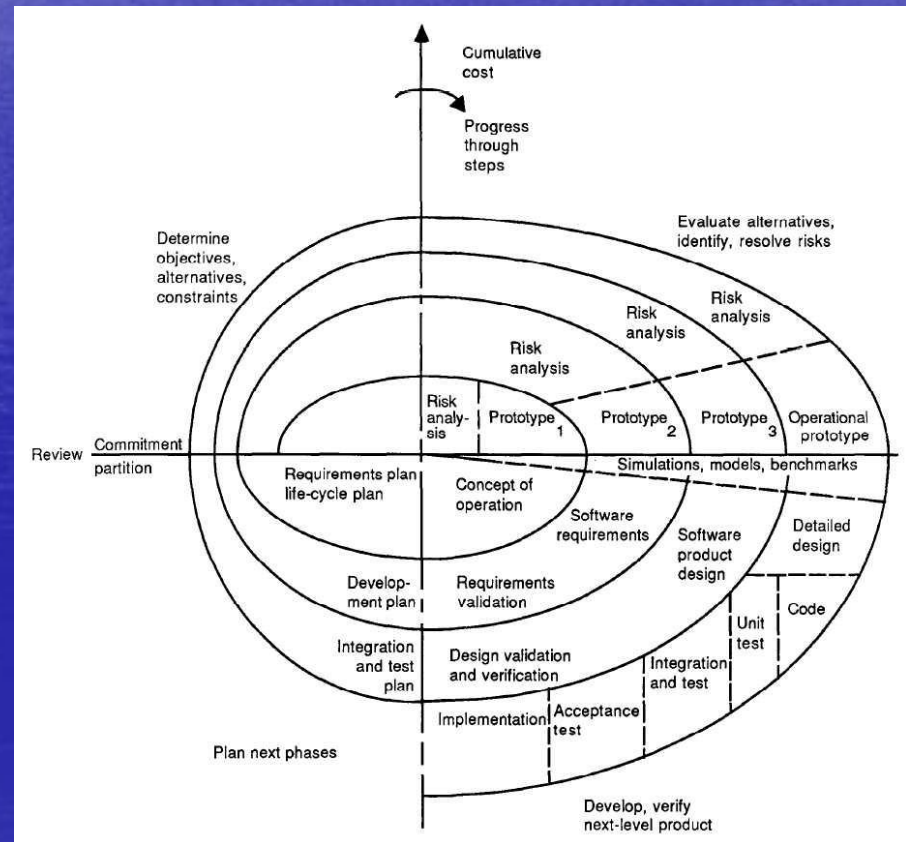 Cumulative
cost
Progress
through
steps
Evaluate alternatives,
identify, resolve risks
Determine
objectives,
alternatives,
constraints
Risk
analysis
Risk
analysis
Risk
analysis
Risk
analy-
sis
Prototype 1
Prototype 2
Prototype 3
Operational
prototype
Review
Commitment
partition
Simulations, models, benchmarks
Requirements plan
life-cycle plan
Concept of
operation
Software
requirements
Software
product
design
Detailed
design
Develop-
ment plan
Requirements
validation
Code
Unit
test
Integration
and test
plan
Design validation
and verification
Integration
and test
Acceptance
test
Implementation
Plan next phases
Develop, verify
next-level product